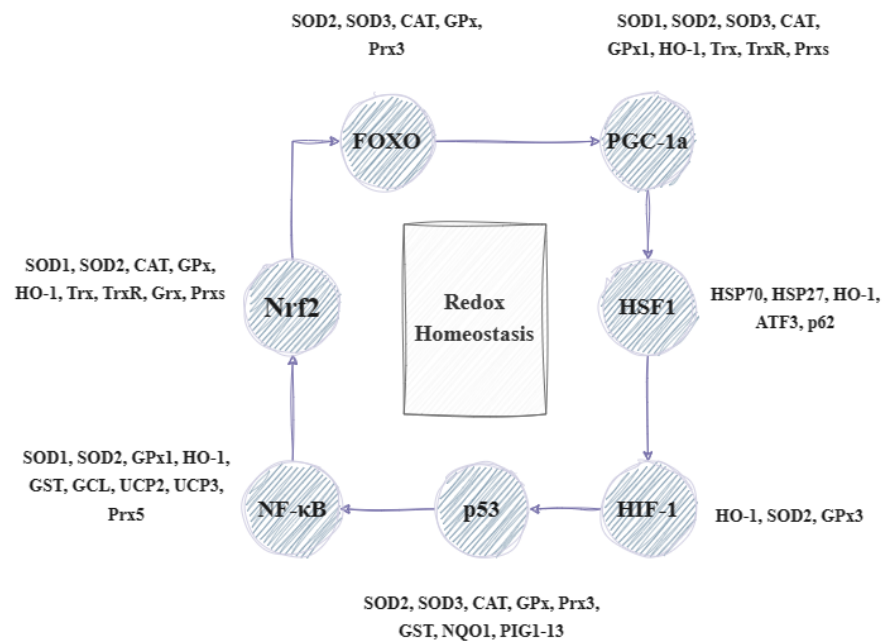 SOD2, SOD3, CAT, GPx,
Prx3
SOD1, SOD2, SOD3, CAT,
GPx1, HO-1, Trx, TrxR, Prxs
FOXO
PGC-1a
SOD1, SOD2, CAT, GPx,
HO-1, Trx, TrxR, Grx, Prxs
Nrf2
Redox
Homeostasis
HSF1
HSP70, HSP27, HO-1,
ATF3, p62
SOD1, SOD2, GPx1, HO-1,
GST, GCL, UCP2, UCP3,
Prx5
NF-κB
p53
HIF-1
HO-1, SOD2, GPx3
SOD2, SOD3, CAT, GPx, Prx3,
GST, NQO1, PIG1-13